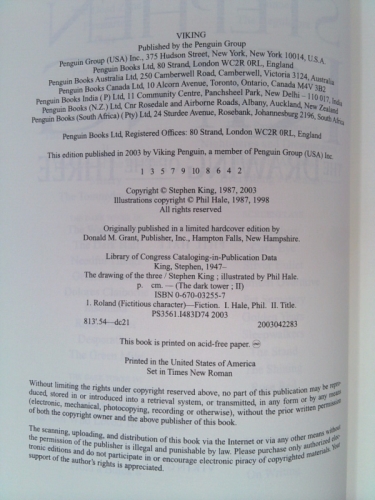 VIKING
Published by the Penguin Group
Penguin Group (USA) Inc., 375 Hudson Street, New York, New York 10014, U.S.A.
Penguin Books Ltd, 80 Strand, London WC2R 0RL, England
Penguin Books Australia Ltd, 250 Camberwell Road, Camberwell, Victoria 3124, Australia
Penguin Books Canada Ltd, 10 Alcorn Avenue, Toronto, Ontario, Canada M4V 3B2
Penguin Books India (P) Ltd, 11 Community Centre, Panchsheel Park, New Delhi – 110 017, India
Penguin Books (N.Z.) Ltd, Cnr Rosedale and Airborne Roads, Albany, Auckland, New Zealand
Penguin Books (South Africa) (Pty) Ltd, 24 Sturdee Avenue, Rosebank, Johannesburg 2196, South Africa
Penguin Books Ltd, Registered Offices: 80 Strand, London WC2R 0RL, England
This edition published in 2003 by Viking Penguin, a member of Penguin Group (USA) Inc.
1 3 5 7 9 10 8 6 4 2
Copyright © Stephen King, 1987, 2003
Illustrations copyright © Phil Hale, 1987, 1998
All rights reserved
Originally published in a limited hardcover edition by
Donald M. Grant, Publisher, Inc., Hampton Falls, New Hampshire.
Library of Congress Cataloging-in-Publication Data
King, Stephen, 1947–
The drawing of the three / Stephen King ; illustrated by Phil Hale.
p. cm. — (The dark tower ; II)
ISBN 0-670-03255-7
1. Roland (Fictitious character)—Fiction. I. Hale, Phil. II. Title.
PS3561.I483D74 2003
813'.54—dc21 2003042283
This book is printed on acid-free paper.
Printed in the United States of America
Set in Times New Roman
Without limiting the rights under copyright reserved above, no part of this publication may be repro-
duced, stored in or introduced into a retrieval system, or transmitted, in any form or by any means
(electronic, mechanical, photocopying, recording or otherwise), without the prior written permission
of both the copyright owner and the above publisher of this book.
The scanning, uploading, and distribution of this book via the Internet or via any other means without
the permission of the publisher is illegal and punishable by law. Please purchase only authorized elec-
tronic editions and do not participate in or encourage electronic piracy of copyrighted materials. Your
support of the author's rights is appreciated.